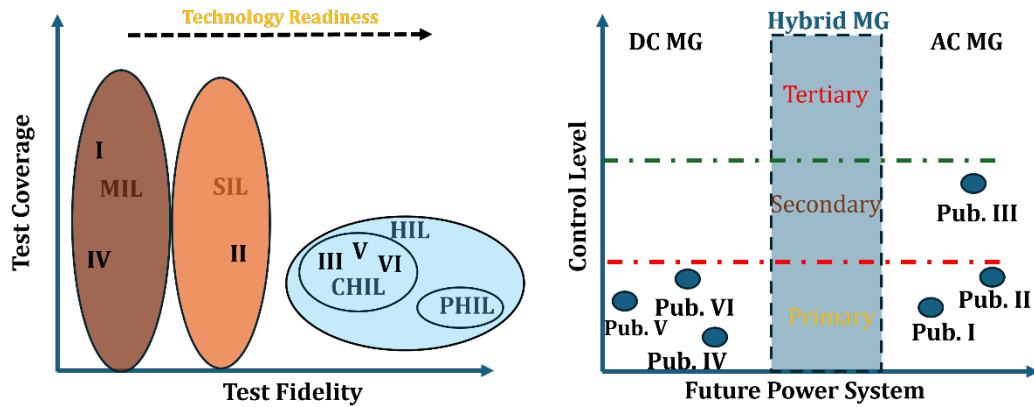 Technology Readiness
Test Coverage
I
MIL
IV
SIL
II
HIL
III V VI
CHIL
PHIL
Test Fidelity
Hybrid MG
DC MG
AC MG
Control Level
Tertiary
Secondary
Pub. III
Primary
Pub. V
Pub. VI
Pub. IV
Pub. I
Pub. II
Future Power System